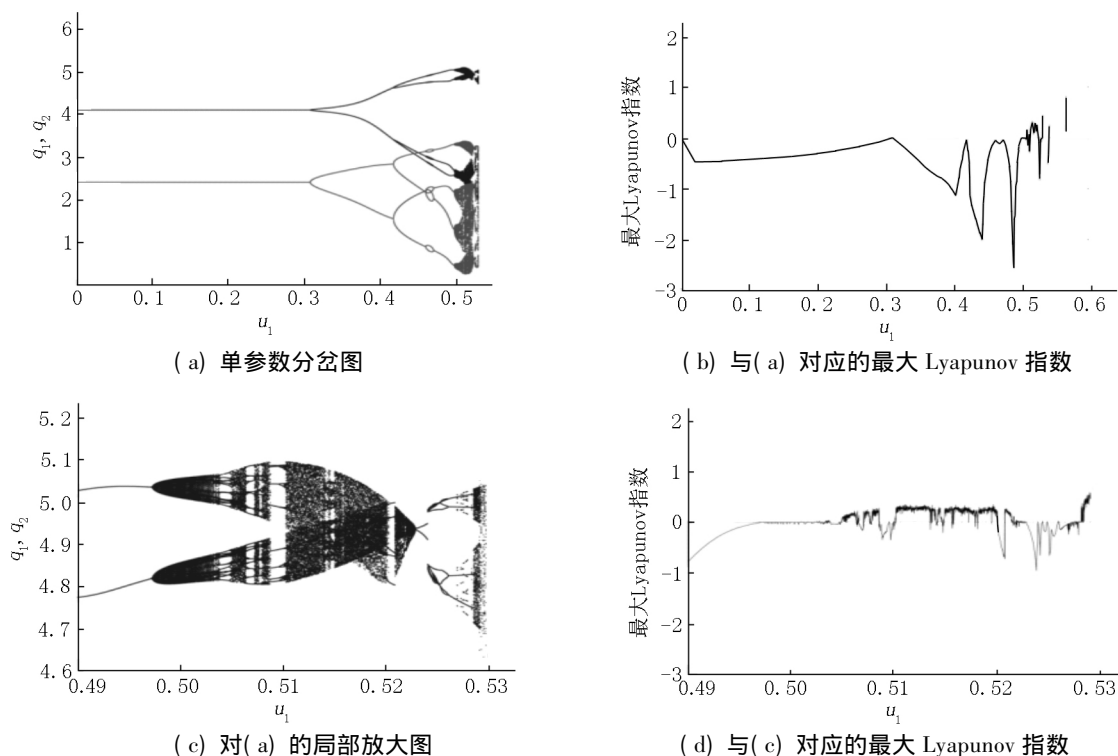 6
5
4
3
2
1
q₁, q₂
0 0.1 0.2 0.3 0.4 0.5
u₁
(a) 单参数分岔图
2
1
0
-1
-2
-3
最大Lyapunov指数
0 0.1 0.2 0.3 0.4 0.5 0.6
u₁
(b) 与(a) 对应的最大 Lyapunov 指数
5.2
5.1
5.0
4.9
4.8
4.7
4.6
q₁, q₂
0.49 0.50 0.51 0.52 0.53
u₁
(c) 对(a) 的局部放大图
2
1
0
-1
-2
-3
最大Lyapunov指数
0.49 0.50 0.51 0.52 0.53
u₁
(d) 与(c) 对应的最大 Lyapunov 指数